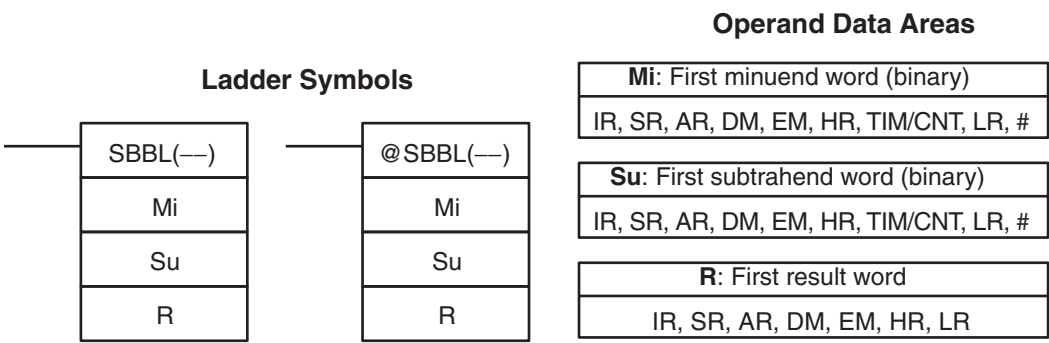 Operand Data Areas
Ladder Symbols
Mi: First minuend word (binary)
IR, SR, AR, DM, EM, HR, TIM/CNT, LR, #
SBBL(––)
@SBBL(––)
Mi
Mi
Su: First subtrahend word (binary)
IR, SR, AR, DM, EM, HR, TIM/CNT, LR, #
Su
Su
R: First result word
R
R
IR, SR, AR, DM, EM, HR, LR